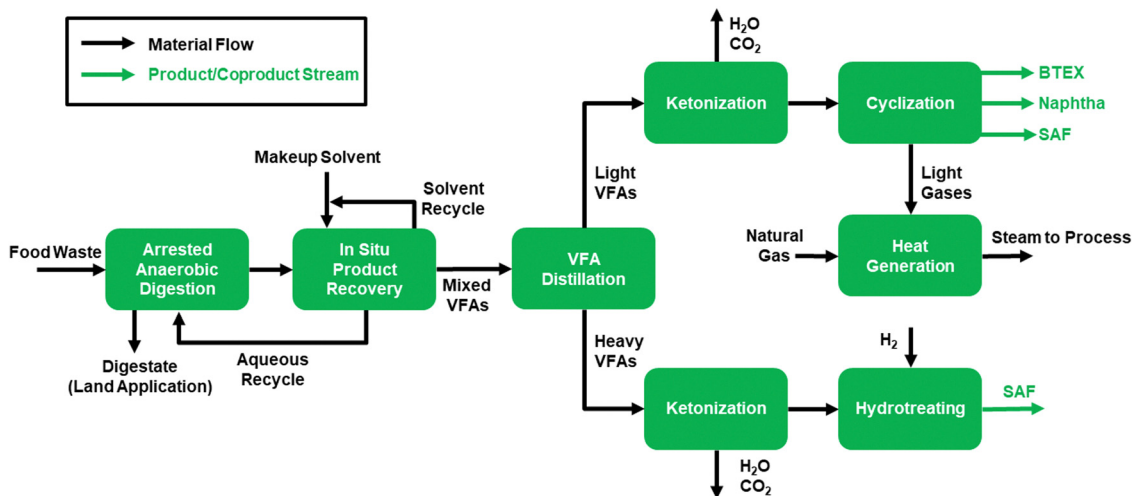 Material Flow
Product/Coproduct Stream
H₂O
CO₂
Ketonization
Cyclization
BTEX
Naphtha
SAF
Makeup Solvent
Solvent
Recycle
Light
VFAs
Light
Gases
Food Waste
Arrested
Anaerobic
Digestion
In Situ
Product
Recovery
Mixed
VFAs
VFA
Distillation
Natural
Gas
Heat
Generation
Steam to Process
Digestate
(Land Application)
Aqueous
Recycle
Heavy
VFAs
H₂
Ketonization
Hydrotreating
SAF
H₂O
CO₂